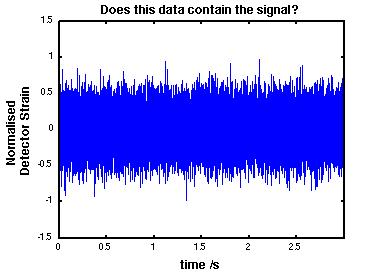 Does this data contain the signal?
1.5
1
0.5
0
-0.5
-1
-1.5
Normalised
Detector Strain
0 0.5 1 1.5 2 2.5
time /s